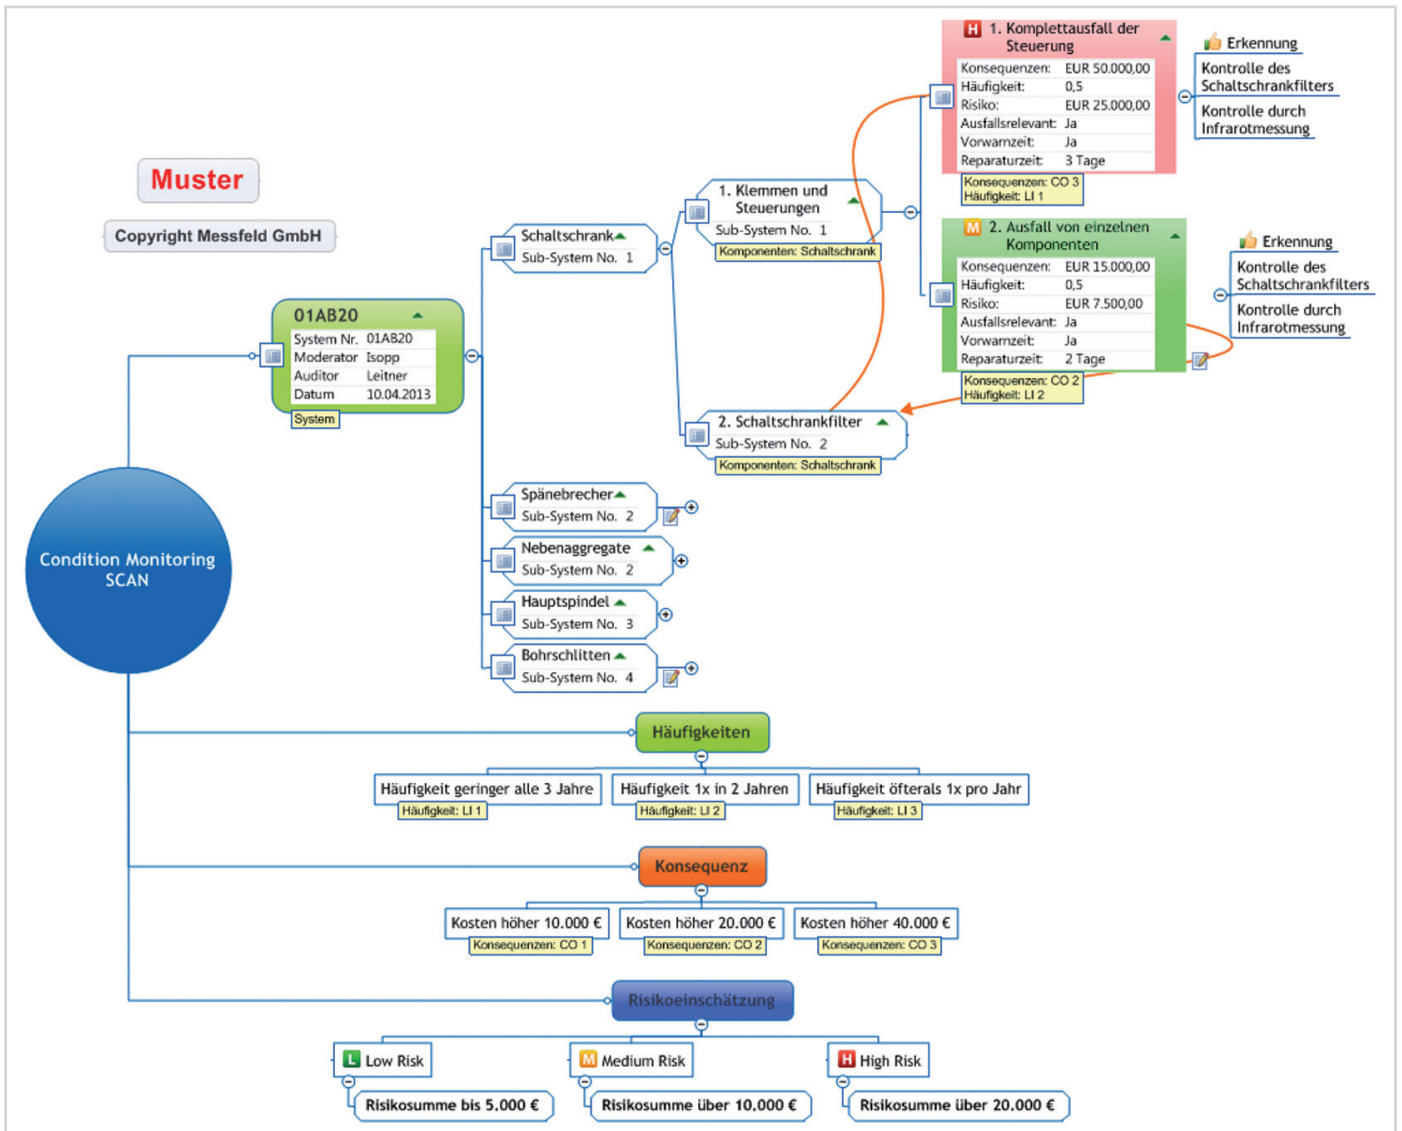 Muster
Copyright Messfeld GmbH
Condition Monitoring
SCAN
01AB20
System Nr. 01AB20
Moderator Isopp
Auditor Leitner
Datum 10.04.2013
System
Schaltschrank
Sub-System No. 1
1. Klemmen und
Steuerungen
Sub-System No. 1
Komponenten: Schaltschrank
H 1. Komplettausfall der
Steuerung
Konsequenzen: EUR 50.000,00
Häufigkeit: 0,5
Risiko: EUR 25.000,00
Ausfallsrelevant: Ja
Vorwarnzeit: Ja
Reparaturzeit: 3 Tage
Konsequenzen: CO 3
Häufigkeit: LI 1
Erkennung
Kontrolle des
Schaltschrankfilters
Kontrolle durch
Infrarotmessung
M 2. Ausfall von einzelnen
Komponenten
Konsequenzen: EUR 15.000,00
Häufigkeit: 0,5
Risiko: EUR 7.500,00
Ausfallsrelevant: Ja
Vorwarnzeit: Ja
Reparaturzeit: 2 Tage
Konsequenzen: CO 2
Häufigkeit: LI 2
Erkennung
Kontrolle des
Schaltschrankfilters
Kontrolle durch
Infrarotmessung
2. Schaltschrankfilter
Sub-System No. 2
Komponenten: Schaltschrank
Spänebrecher
Sub-System No. 2
Nebenaggregate
Sub-System No. 2
Hauptspindel
Sub-System No. 3
Bohrschlitten
Sub-System No. 4
Häufigkeiten
Häufigkeit geringer alle 3 Jahre
Häufigkeit: LI 1
Häufigkeit 1x in 2 Jahren
Häufigkeit: LI 2
Häufigkeit öfterals 1x pro Jahr
Häufigkeit: LI 3
Konsequenz
Kosten höher 10.000 €
Konsequenzen: CO 1
Kosten höher 20.000 €
Konsequenzen: CO 2
Kosten höher 40.000 €
Konsequenzen: CO 3
Risikoeinschätzung
L Low Risk
Risikosumme bis 5.000 €
M Medium Risk
Risikosumme über 10.000 €
H High Risk
Risikosumme über 20.000 €